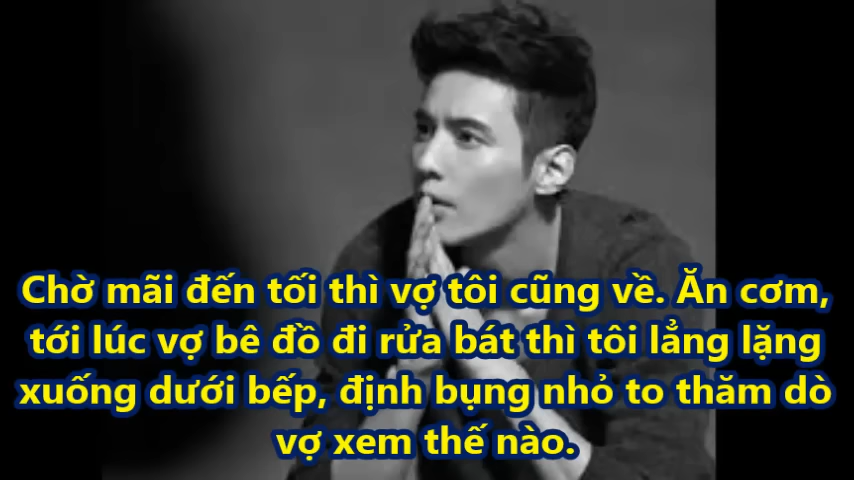 Chờ mãi đến tối thì vợ tôi cũng về. Ăn cơm,
tới lúc vợ bê đồ đi rửa bát thì tôi lẳng lặng
xuống dưới bếp, định bụng nhỏ to thăm dò
vợ xem thế nào.